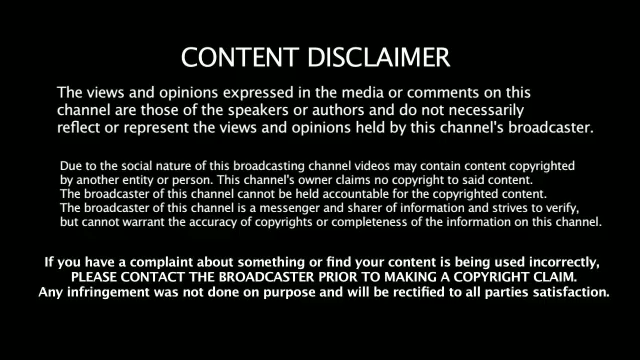 CONTENT DISCLAIMER
The views and opinions expressed in the media or comments on this
channel are those of the speakers or authors and do not necessarily
reflect or represent the views and opinions held by this channel's broadcaster.
Due to the social nature of this broadcasting channel videos may contain content copyrighted
by another entity or person. This channel's owner claims no copyright to said content.
The broadcaster of this channel cannot be held accountable for the copyrighted content.
The broadcaster of this channel is a messenger and sharer of information and strives to verify,
but cannot warrant the accuracy of copyrights or completeness of the information on this channel.
If you have a complaint about something or find your content is being used incorrectly,
PLEASE CONTACT THE BROADCASTER PRIOR TO MAKING A COPYRIGHT CLAIM.
Any infringement was not done on purpose and will be rectified to all parties satisfaction.